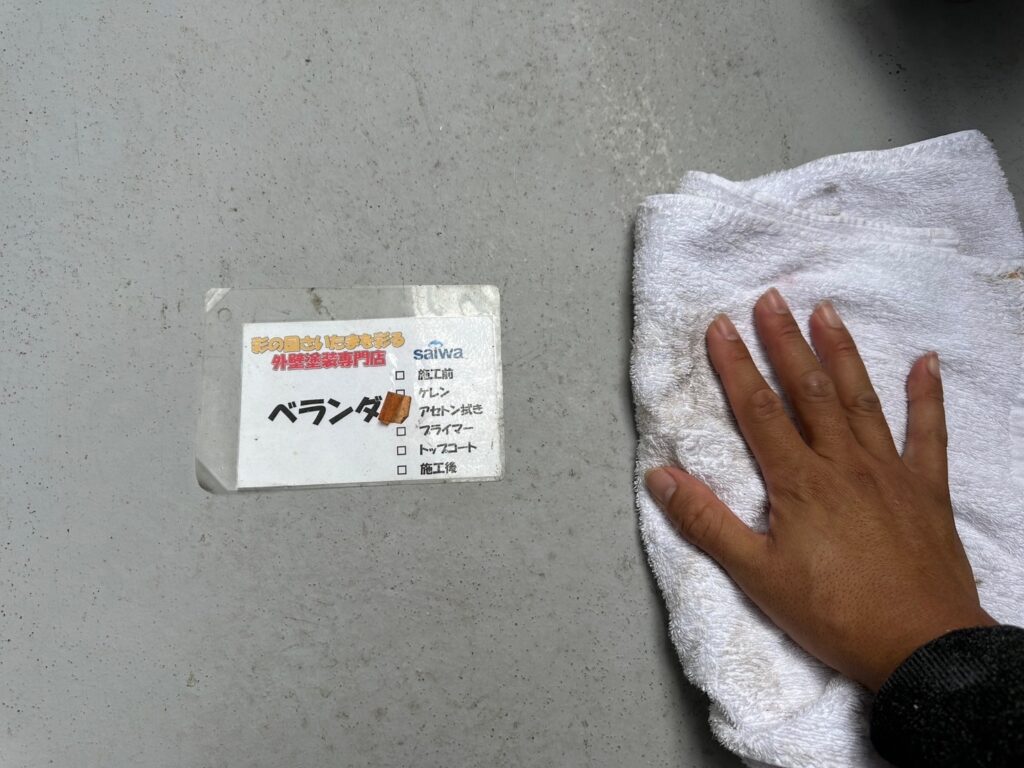 彩の国さいたまを彩る
外壁塗装専門店
saiwa
ベランダ
□ 施工前
□ ケレン
アセトン拭き
□ プライマー
□ トップコート
□ 施工後